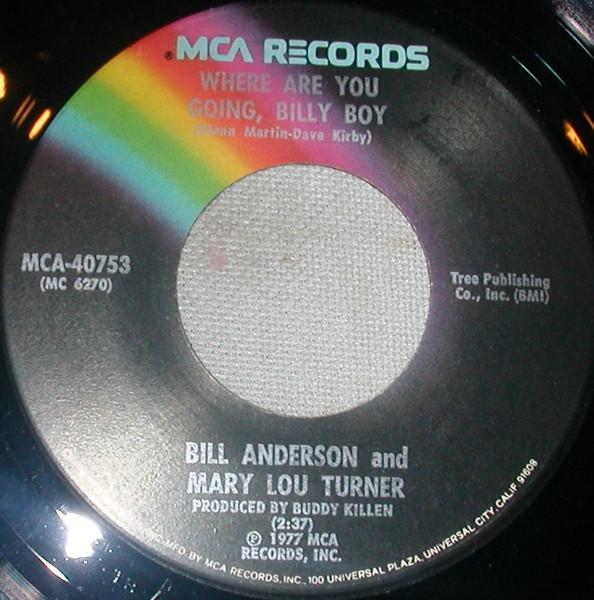 MCA RECORDS
WHERE ARE YOU
GOING, BILLY BOY
(Glenn Martin-Dave Kirby)
MCA-40753
(MC 6270)
Tree Publishing
Co., Inc. (BMI)
BILL ANDERSON and
MARY LOU TURNER
PRODUCED BY BUDDY KILLEN
(2:37)
℗ 1977 MCA
RECORDS, INC.
MFD. BY MCA RECORDS, INC., 100 UNIVERSAL PLAZA, UNIVERSAL CITY, CALIF. 91608